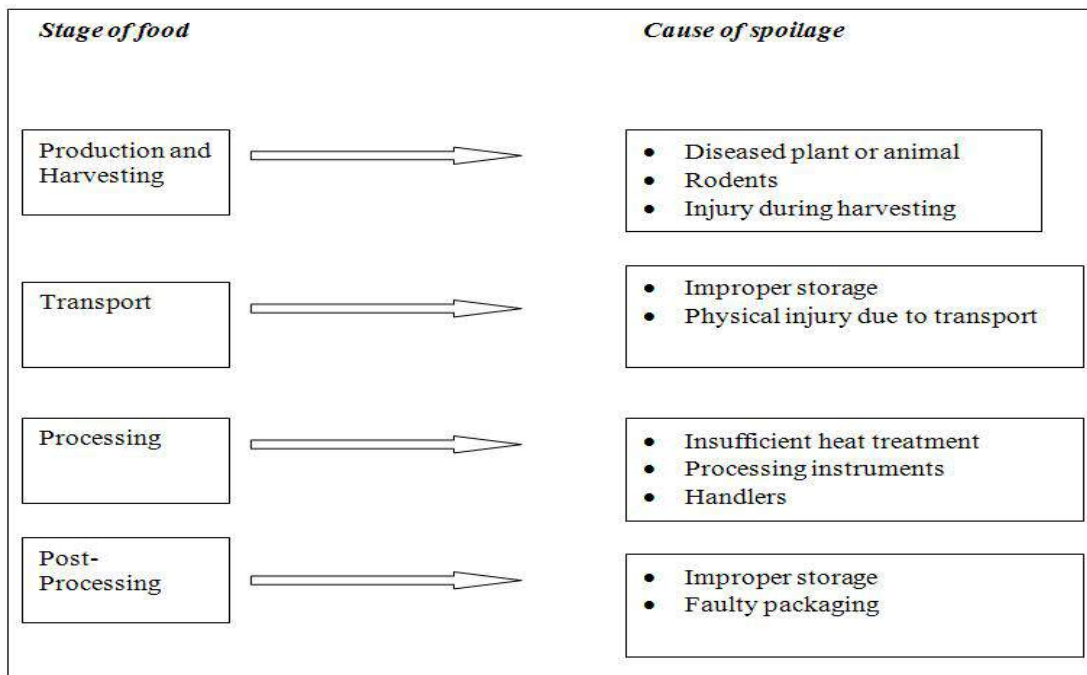 Stage of food
Cause of spoilage
Production and
Harvesting
• Diseased plant or animal
• Rodents
• Injury during harvesting
Transport
• Improper storage
• Physical injury due to transport
Processing
• Insufficient heat treatment
• Processing instruments
• Handlers
Post-
Processing
• Improper storage
• Faulty packaging